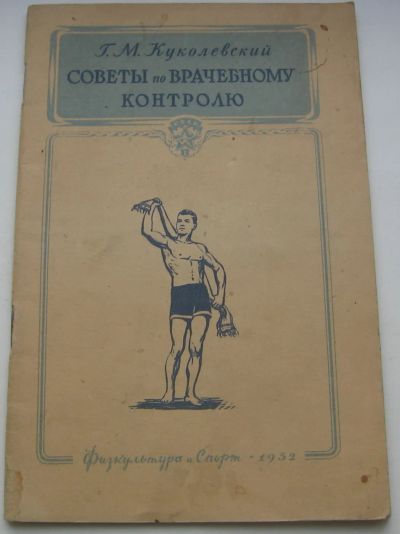 Г. М. Куколевский
СОВЕТЫ по ВРАЧЕБНОМУ
КОНТРОЛЮ
Физкультура и Спорт - 1952